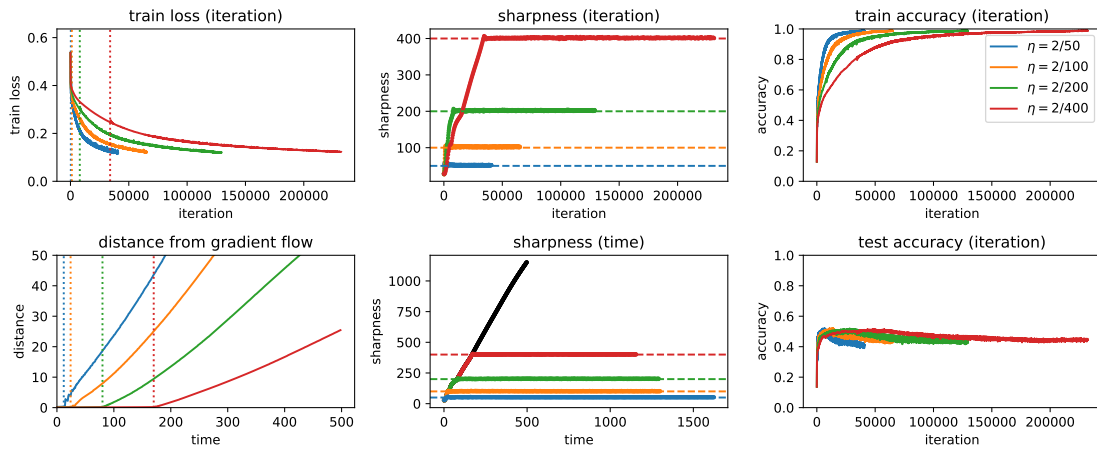 train loss (iteration)
0.6
0.4
0.2
0.0
train loss
0
50000
100000
150000
200000
iteration
sharpness (iteration)
400
300
200
100
sharpness
0
50000
100000
150000
200000
iteration
train accuracy (iteration)
1.0
0.8
0.6
0.4
0.2
0.0
accuracy
η = 2/50
η = 2/100
η = 2/200
η = 2/400
0
50000
100000
150000
200000
iteration
distance from gradient flow
50
40
30
20
10
0
distance
0
100
200
300
400
500
time
sharpness (time)
1000
750
500
250
0
sharpness
0
500
1000
1500
time
test accuracy (iteration)
1.0
0.8
0.6
0.4
0.2
0.0
accuracy
0
50000
100000
150000
200000
iteration